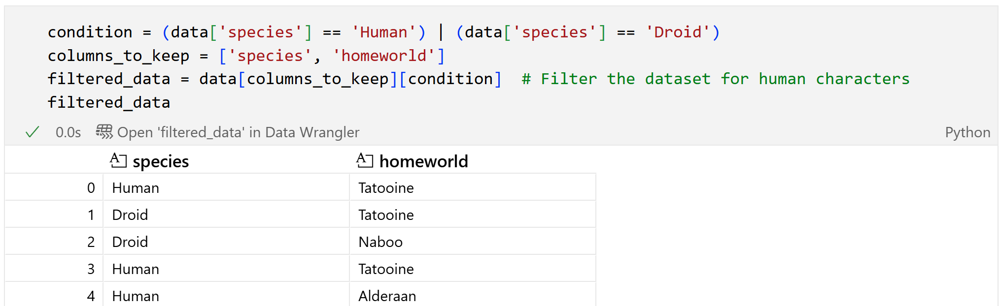 condition = (data['species'] == 'Human') | (data['species'] == 'Droid')
columns_to_keep = ['species', 'homeworld']
filtered_data = data[columns_to_keep][condition]  # Filter the dataset for human characters
filtered_data
0.0s Open 'filtered_data' in Data Wrangler Python
species homeworld
0 Human Tatooine
1 Droid Tatooine
2 Droid Naboo
3 Human Tatooine
4 Human Alderaan